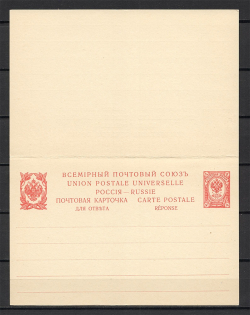 ВСЕМІРНЫЙ ПОЧТОВЫЙ СОЮЗЪ
UNION POSTALE UNIVERSELLE
РОССІЯ — RUSSIE
ПОЧТОВАЯ КАРТОЧКА CARTE POSTALE
ДЛЯ ОТВѢТА RÉPONSE